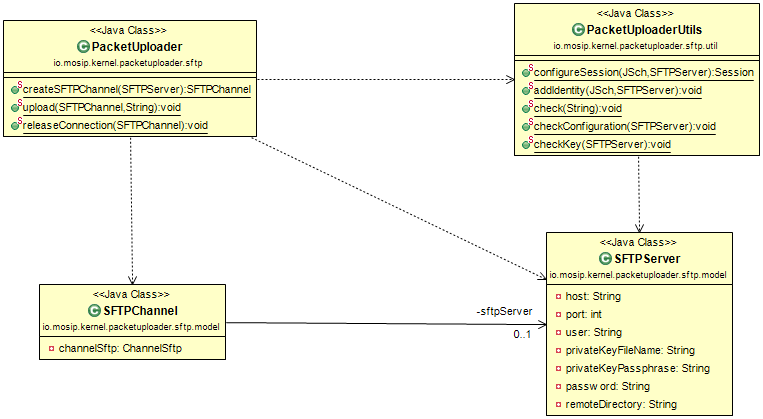 <<Java Class>>
PacketUploader
io.mosip.kernel.packetuploader.sftp
createSFTPChannel(SFTPServer):SFTPChannel
upload(SFTPChannel,String):void
releaseConnection(SFTPChannel):void
<<Java Class>>
PacketUploaderUtils
io.mosip.kernel.packetuploader.sftp.util
configureSession(JSch,SFTPServer):Session
addIdentity(JSch,SFTPServer):void
check(String):void
checkConfiguration(SFTPServer):void
checkKey(SFTPServer):void
<<Java Class>>
SFTPChannel
io.mosip.kernel.packetuploader.sftp.model
channelSftp: ChannelSftp
-sftpServer
0..1
<<Java Class>>
SFTPServer
io.mosip.kernel.packetuploader.sftp.model
host: String
port: int
user: String
privateKeyFileName: String
privateKeyPassphrase: String
password: String
remoteDirectory: String